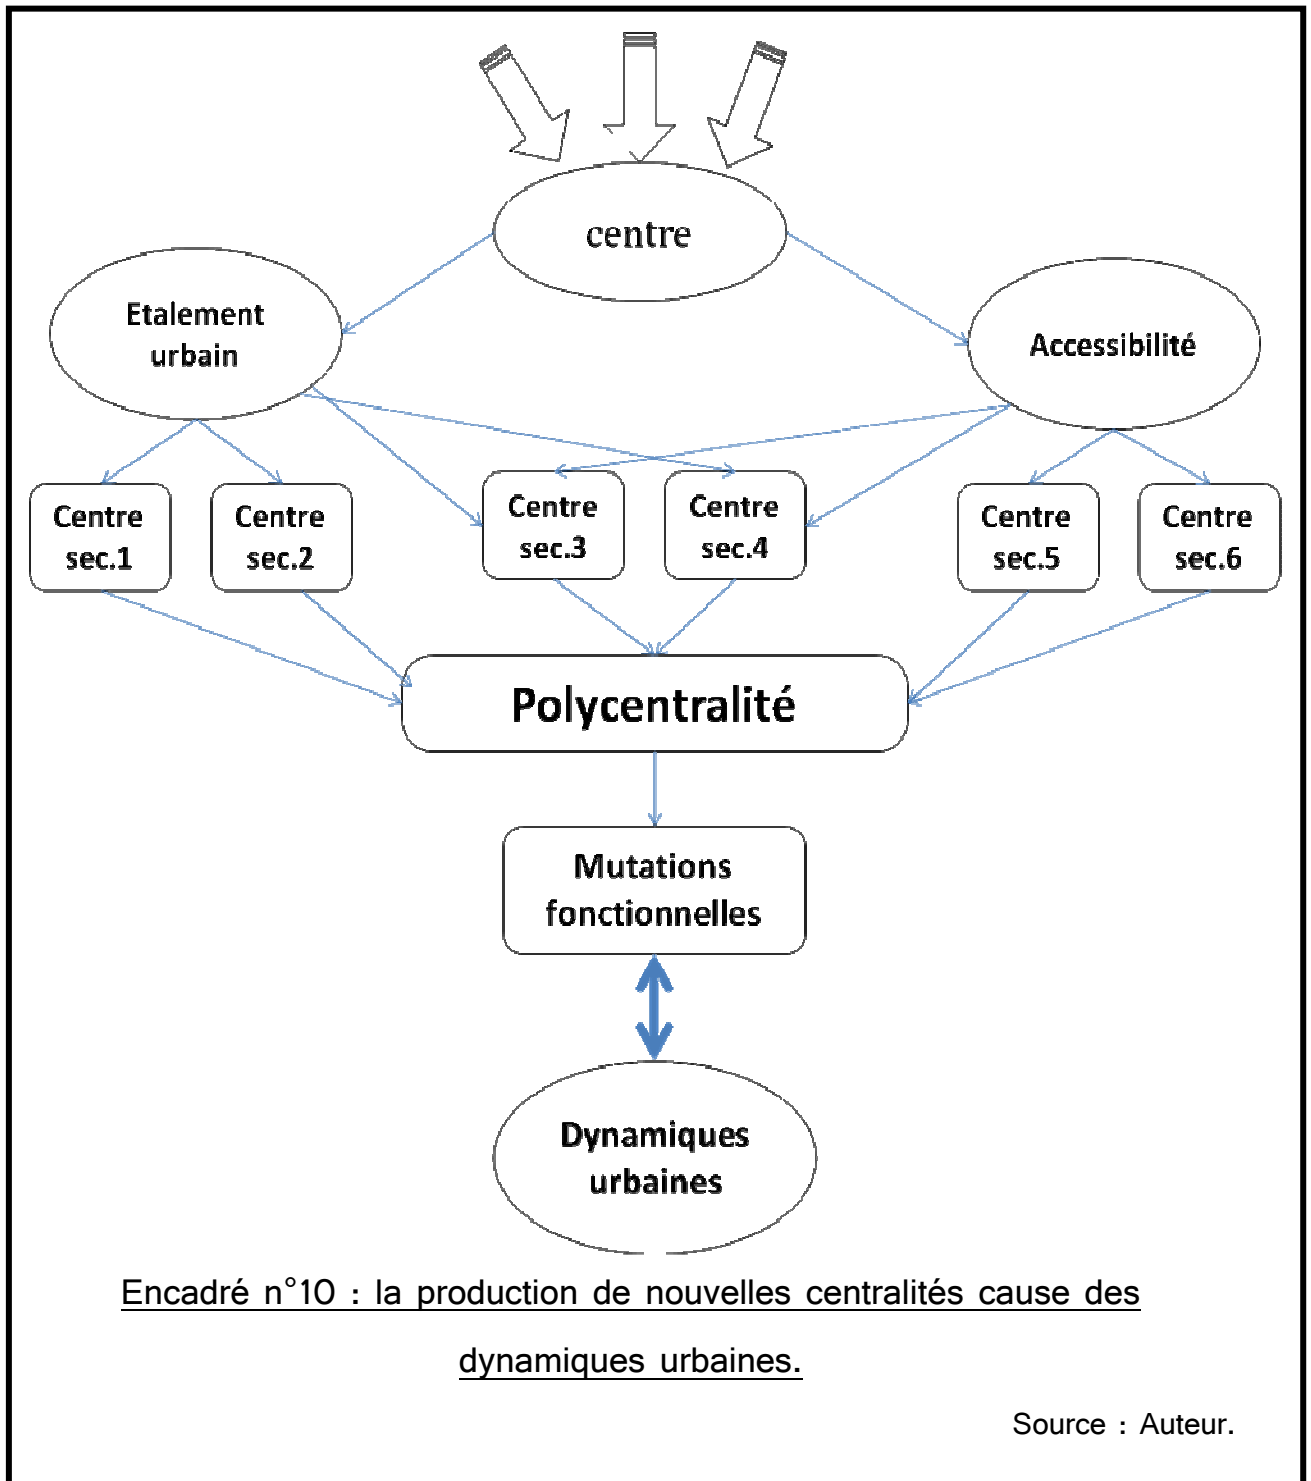 centre
Etalement
urbain
Accessibilité
Centre
sec.1
Centre
sec.2
Centre
sec.3
Centre
sec.4
Centre
sec.5
Centre
sec.6
Polycentralité
Mutations
fonctionnelles
Dynamiques
urbaines
Encadré n°10 : la production de nouvelles centralités cause des
dynamiques urbaines.
Source : Auteur.